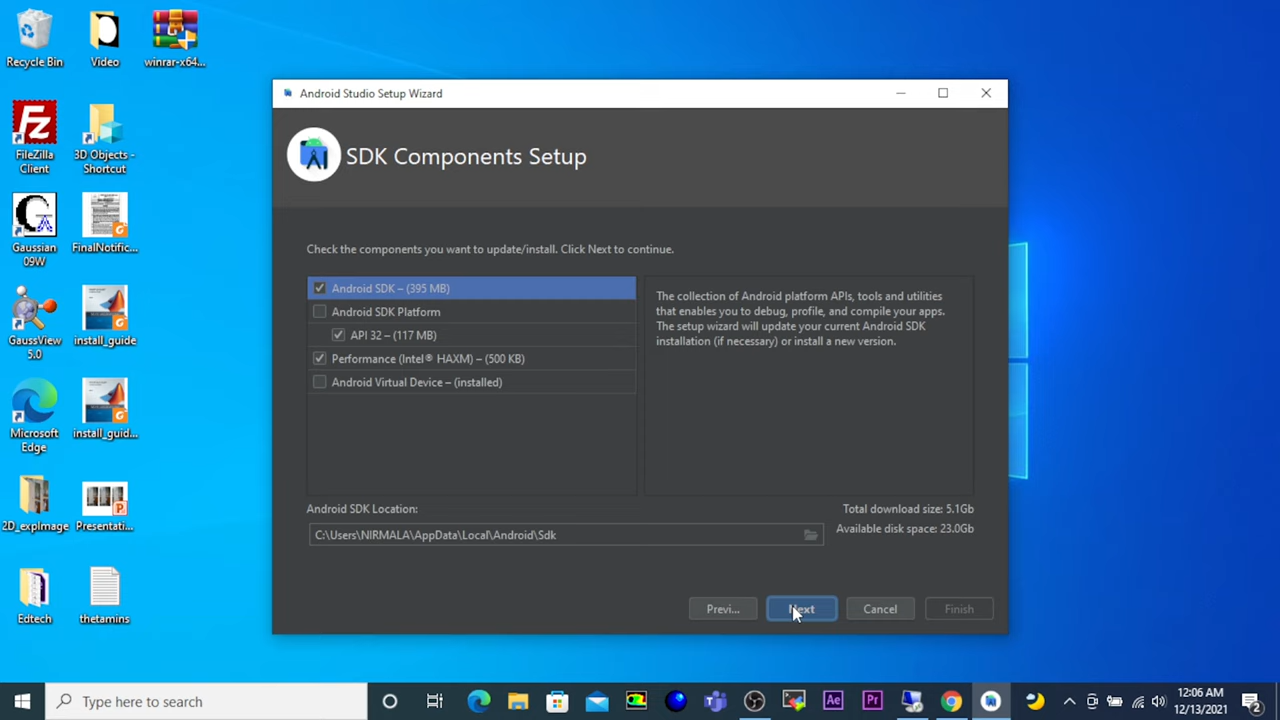 Recycle Bin
Video
winrar-x64...
FileZilla
Client
3D Objects -
Shortcut
Gaussian
09W
FinalNotific...
GaussView
5.0
install_guide
Microsoft
Edge
install_guid...
2D_expImage
Presentati...
Edtech
thetamins
Android Studio Setup Wizard
SDK Components Setup
Check the components you want to update/install. Click Next to continue.
Android SDK – (395 MB)
Android SDK Platform
API 32 – (117 MB)
Performance (Intel® HAXM) – (500 KB)
Android Virtual Device – (installed)
The collection of Android platform APIs, tools and utilities
that enables you to debug, profile, and compile your apps.
The setup wizard will update your current Android SDK
installation (if necessary) or install a new version.
Android SDK Location:
Total download size: 5.1Gb
C:\Users\NIRMALA\AppData\Local\Android\Sdk
Available disk space: 23.0Gb
Previ...
Next
Cancel
Finish
Type here to search
Ae
Pr
12:06 AM
12/13/2021
2